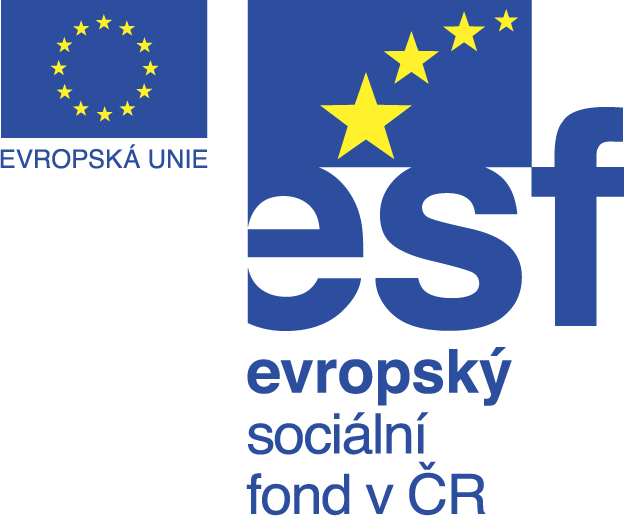 EVROPSKÁ UNIE
esf
evropský
sociální
fond v ČR